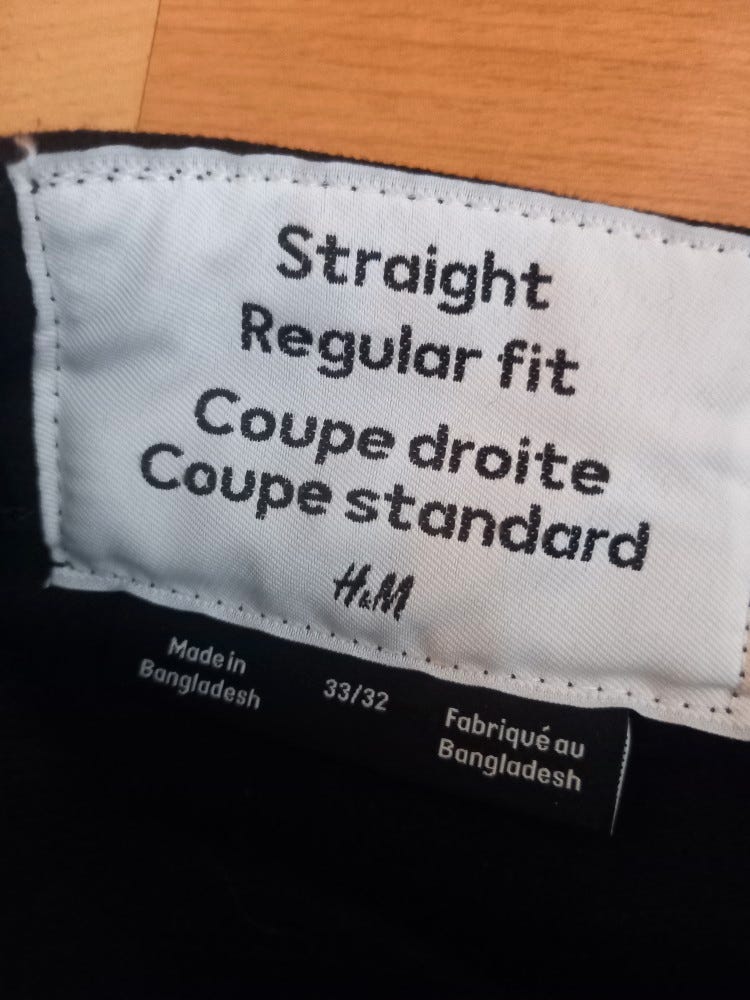 Straight
Regular fit
Coupe droite
Coupe standard
H&M
Made in
Bangladesh
33/32
Fabriqué au
Bangladesh